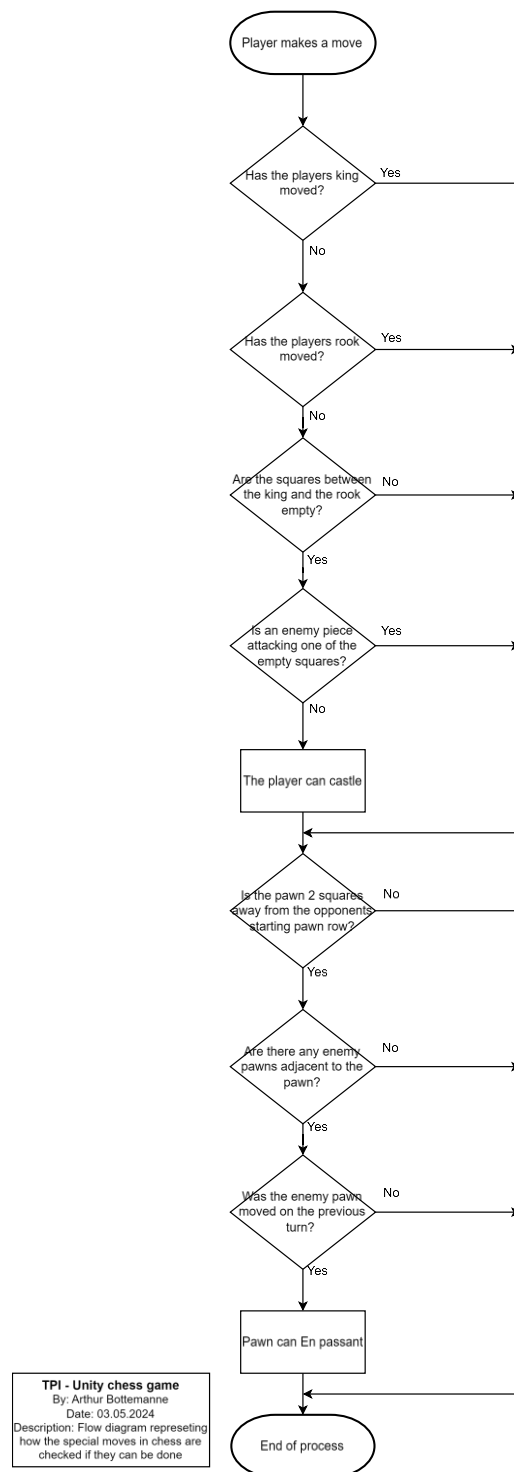 Player makes a move
Has the players king
moved?
Yes
No
Has the players rook
moved?
Yes
No
Are the squares between
the king and the rook
empty?
No
Yes
Is an enemy piece
attacking one of the
empty squares?
Yes
No
The player can castle
Is the pawn 2 squares
away from the opponents
starting pawn row?
No
Yes
Are there any enemy
pawns adjacent to the
pawn?
No
Yes
Was the enemy pawn
moved on the previous
turn?
No
Yes
Pawn can En passant
End of process
TPI - Unity chess game
By: Arthur Bottemanne
Date: 03.05.2024
Description: Flow diagram represeting
how the special moves in chess are
checked if they can be done